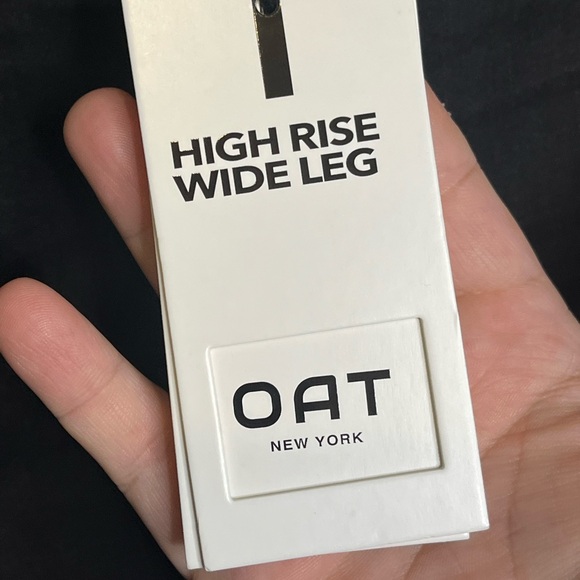 HIGH RISE
WIDE LEG
OAT
NEW YORK